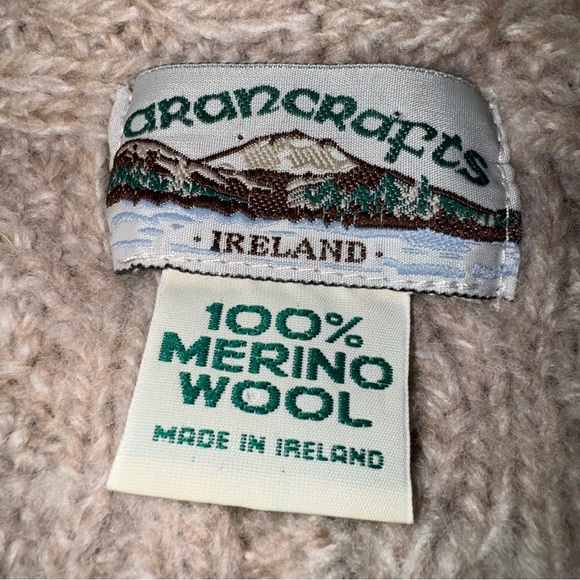 arancrafts
· IRELAND ·
100%
MERINO
WOOL
MADE IN IRELAND